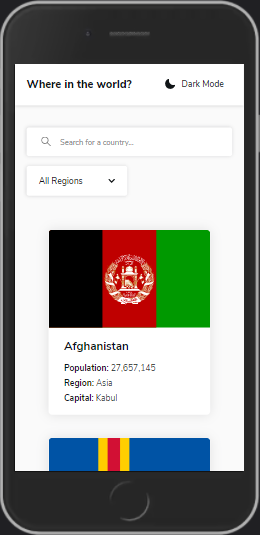 Where in the world?
Dark Mode
Search for a country...
All Regions
Afghanistan
Population: 27,657,145
Region: Asia
Capital: Kabul